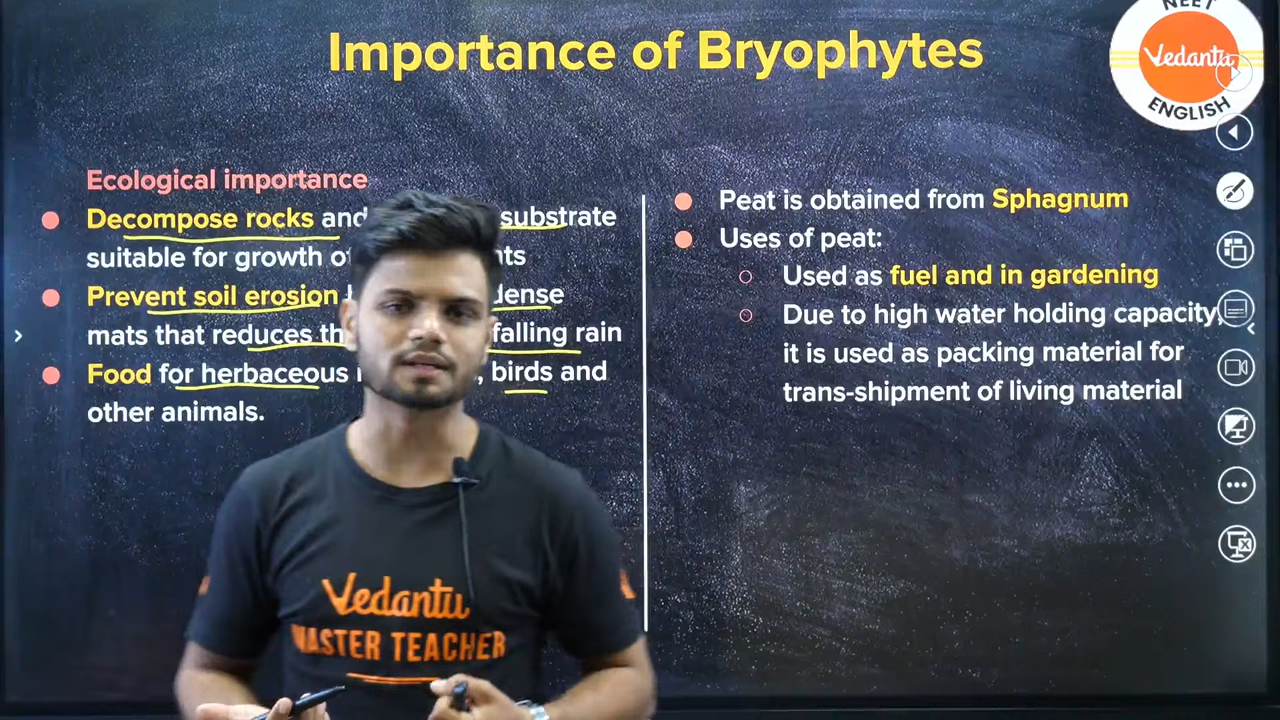 Importance of Bryophytes
NEET
Vedantu
ENGLISH
Ecological importance
Decompose rocks and substrate
suitable for growth of
Prevent soil erosion dense
mats that reduces falling rain
Food for herbaceous birds and
other animals.
Peat is obtained from Sphagnum
Uses of peat:
Used as fuel and in gardening
Due to high water holding capacity,
it is used as packing material for
trans-shipment of living material
Vedantu
MASTER TEACHER